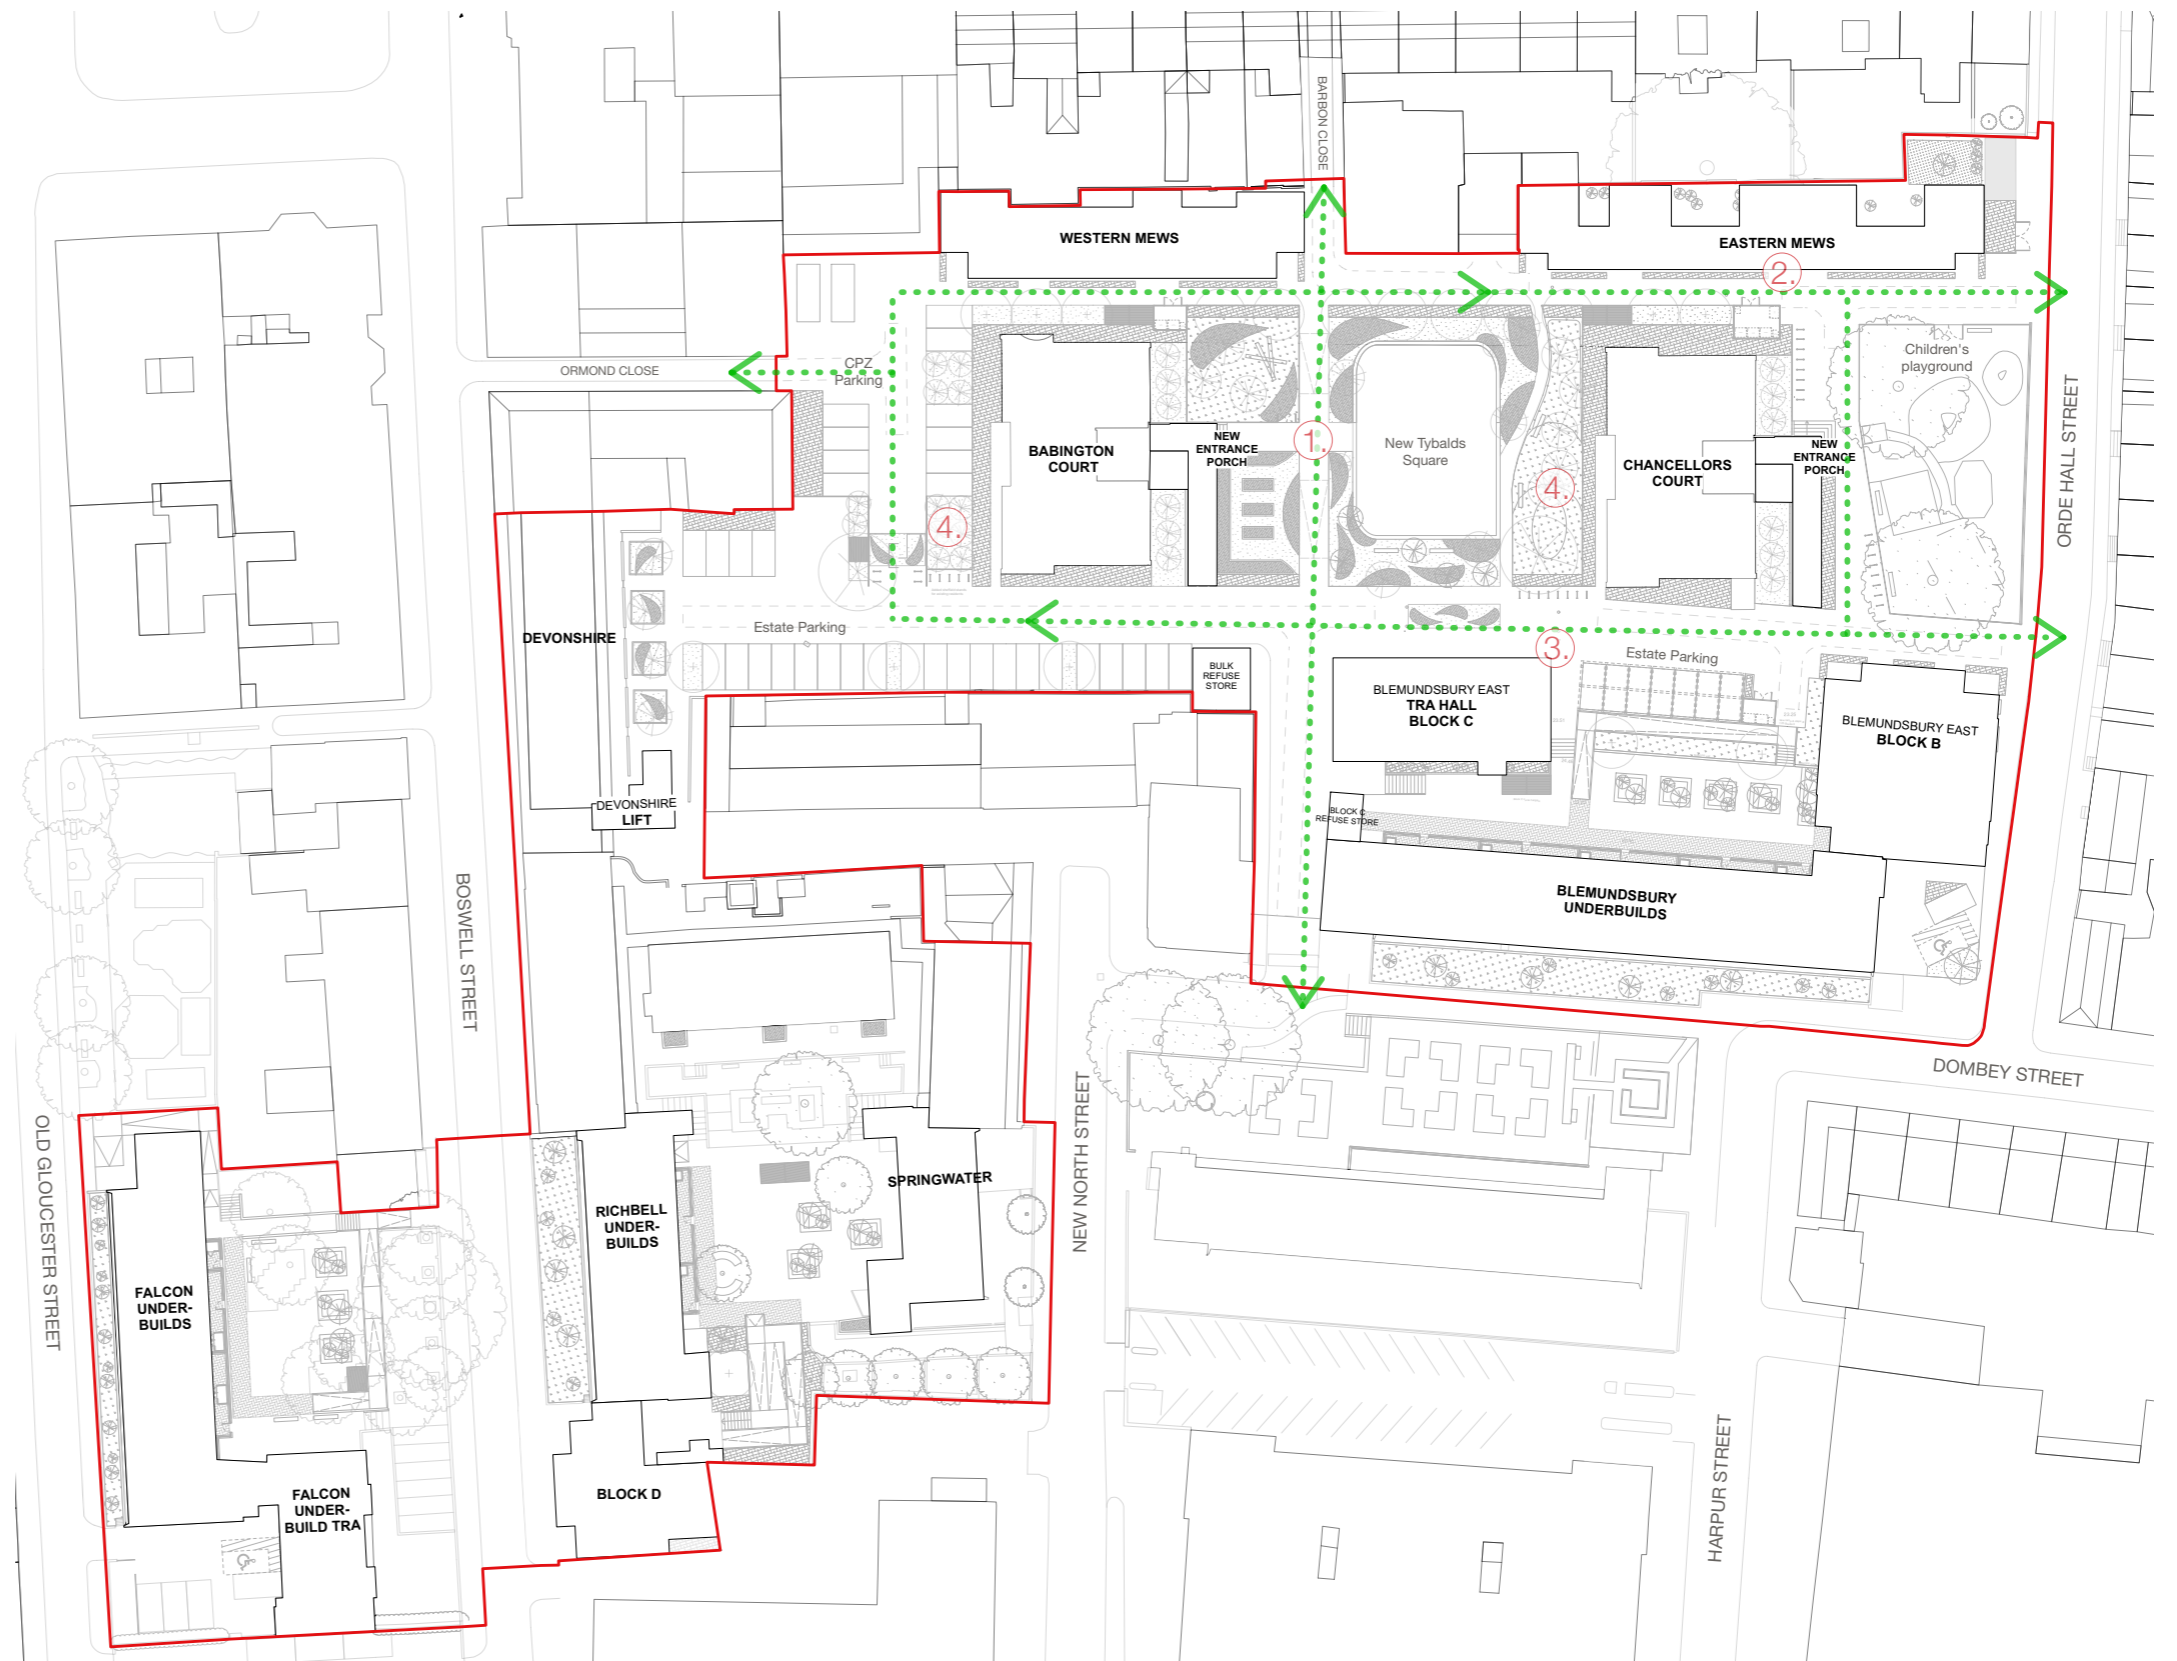 BARBON CLOSE
WESTERN MEWS
EASTERN MEWS
2.
ORMOND CLOSE
CPZ
Parking
BABINGTON
COURT
NEW
ENTRANCE
PORCH
1.
New Tybalds
Square
4.
CHANCELLORS
COURT
NEW
ENTRANCE
PORCH
Children's
playground
ORDE HALL STREET
4.
DEVONSHIRE
Estate Parking
3.
Estate Parking
BULK
REFUSE
STORE
BLEMUNDSBURY EAST
TRA HALL
BLOCK C
BLEMUNDSBURY EAST
BLOCK B
DEVONSHIRE
LIFT
BLOCK C
REFUSE STORE
BLEMUNDSBURY
UNDERBUILDS
BOSWELL STREET
DOMBEY STREET
OLD GLOUCESTER STREET
NEW NORTH STREET
SPRINGWATER
RICHBELL
UNDER-
BUILDS
FALCON
UNDER-
BUILDS
FALCON
UNDER-
BUILD TRA
BLOCK D
HARPUR STREET